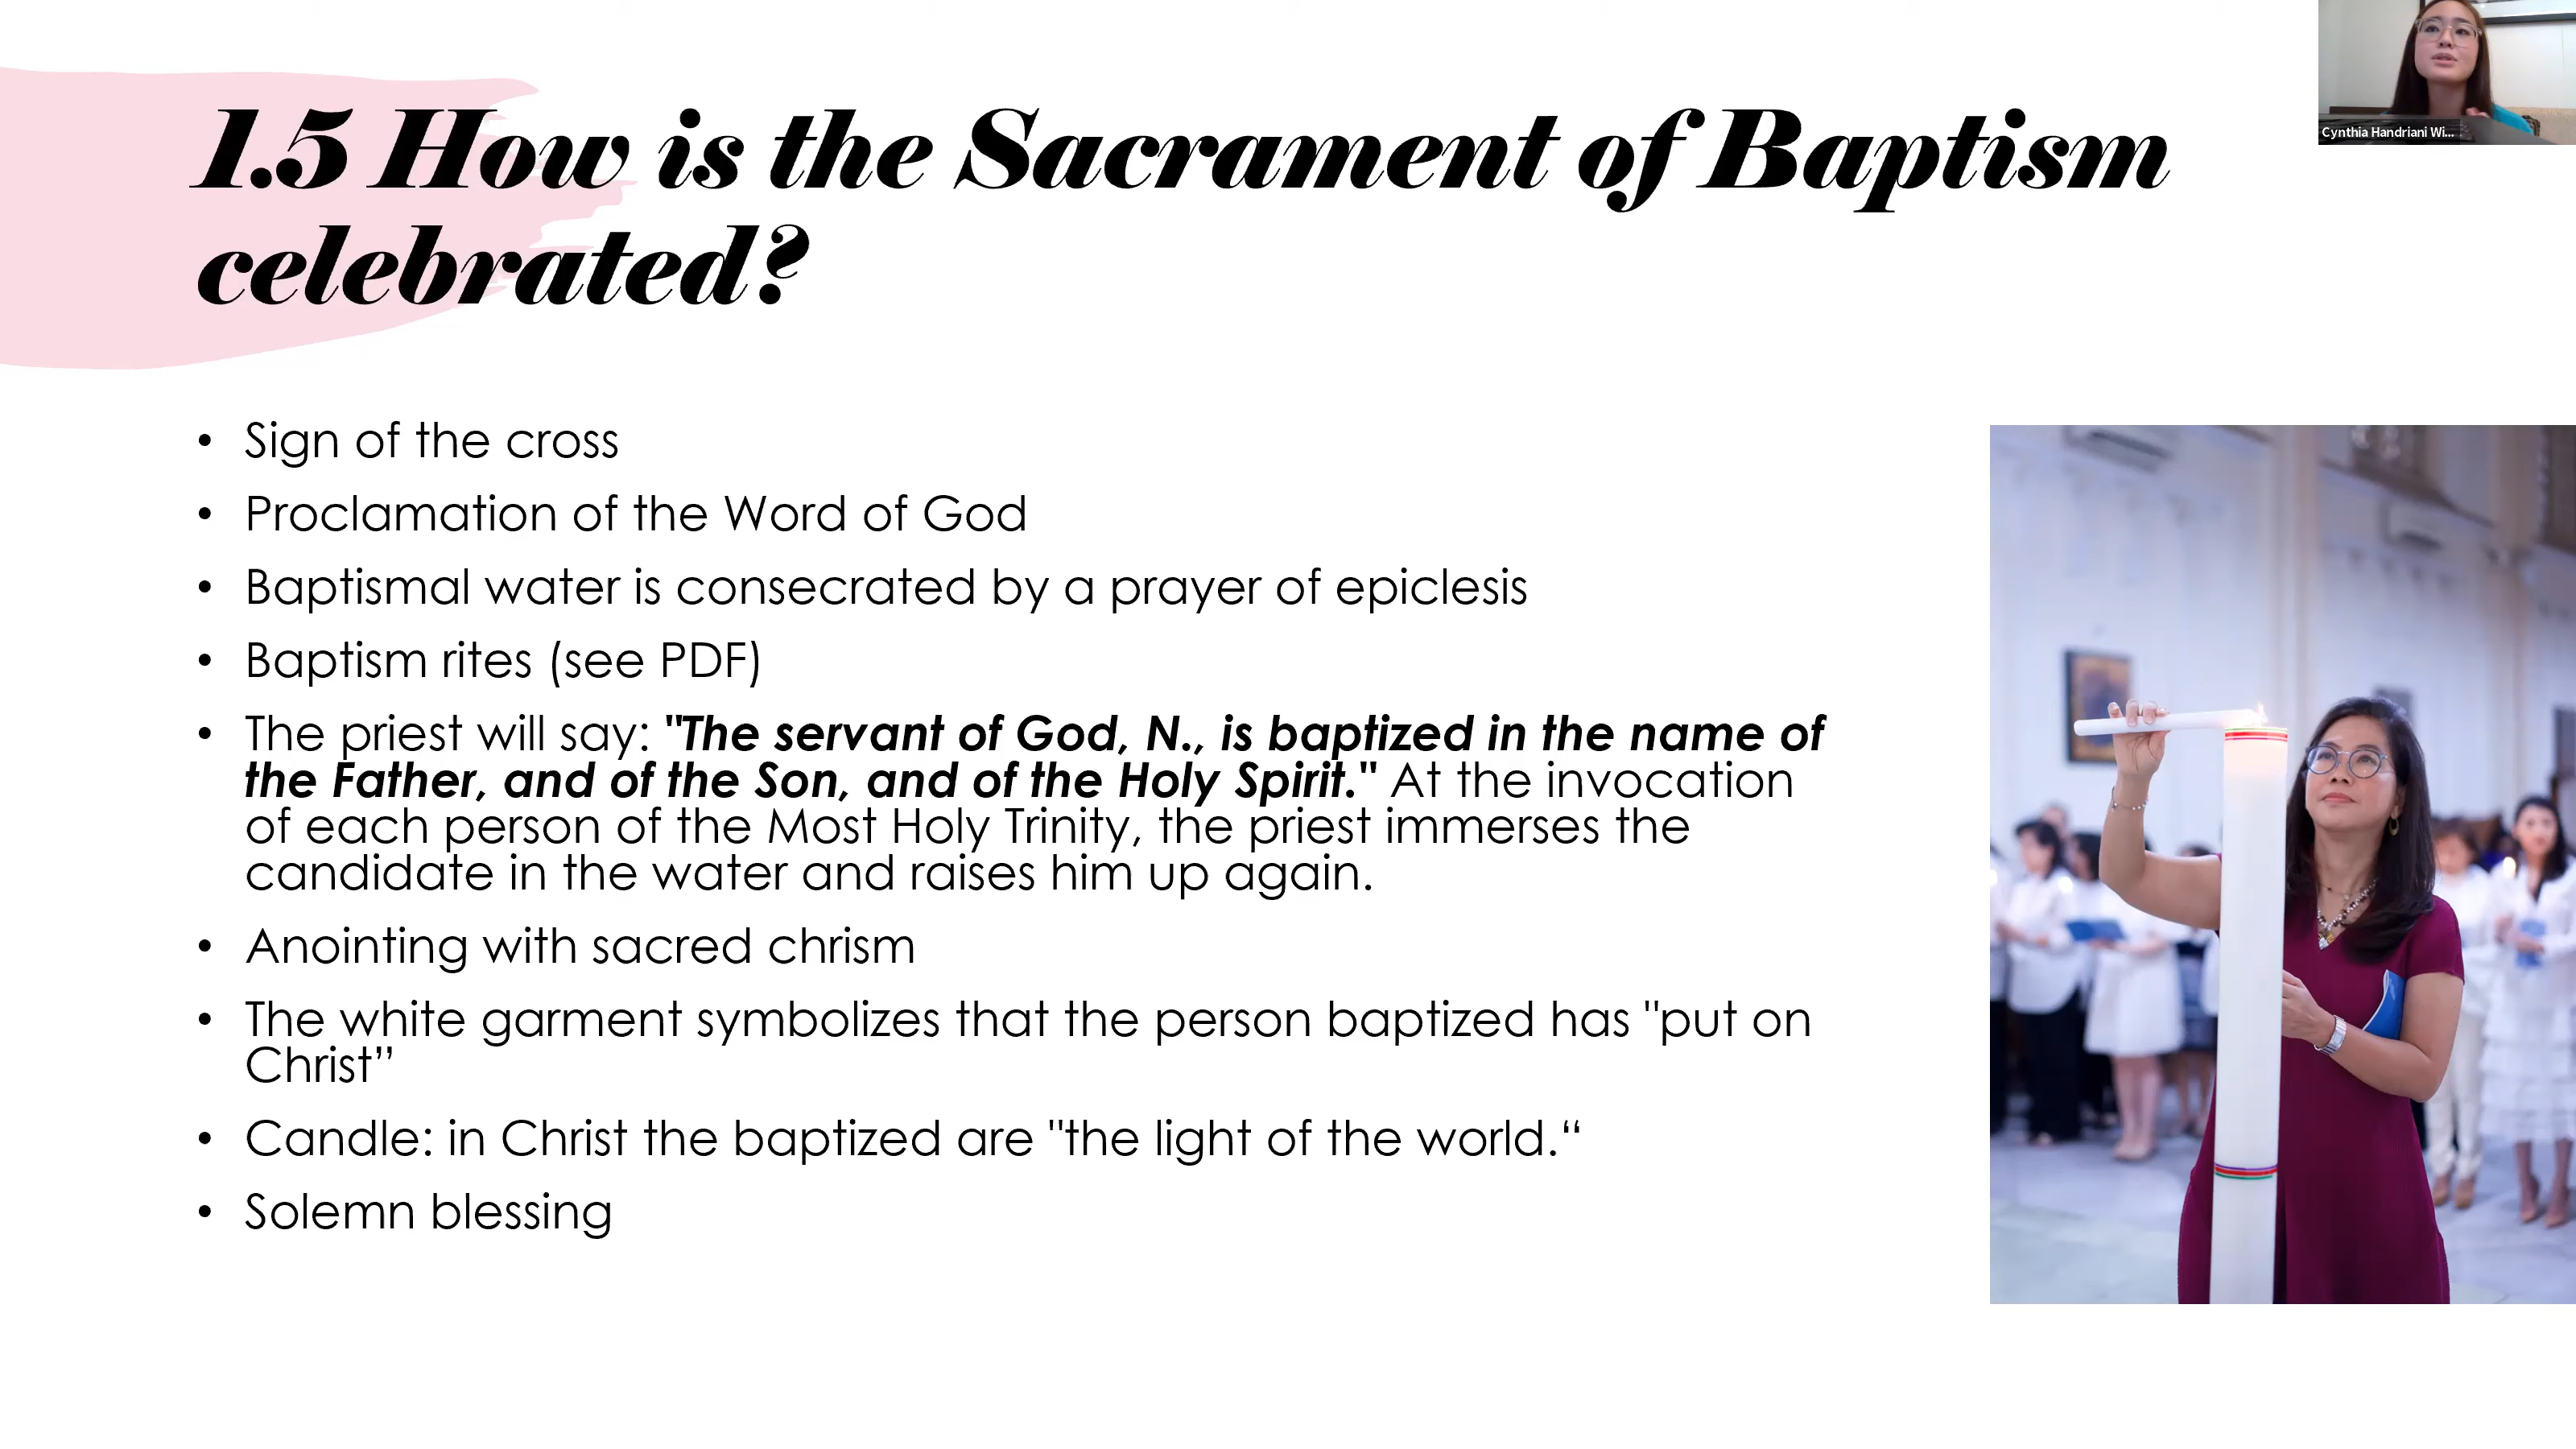 1.5 How is the Sacrament of Baptism
celebrated?
Cynthia Handriani Wi...
• Sign of the cross
• Proclamation of the Word of God
• Baptismal water is consecrated by a prayer of epiclesis
• Baptism rites (see PDF)
• The priest will say: "The servant of God, N., is baptized in the name of
the Father, and of the Son, and of the Holy Spirit." At the invocation
of each person of the Most Holy Trinity, the priest immerses the
candidate in the water and raises him up again.
• Anointing with sacred chrism
• The white garment symbolizes that the person baptized has "put on
Christ”
• Candle: in Christ the baptized are "the light of the world.“
• Solemn blessing